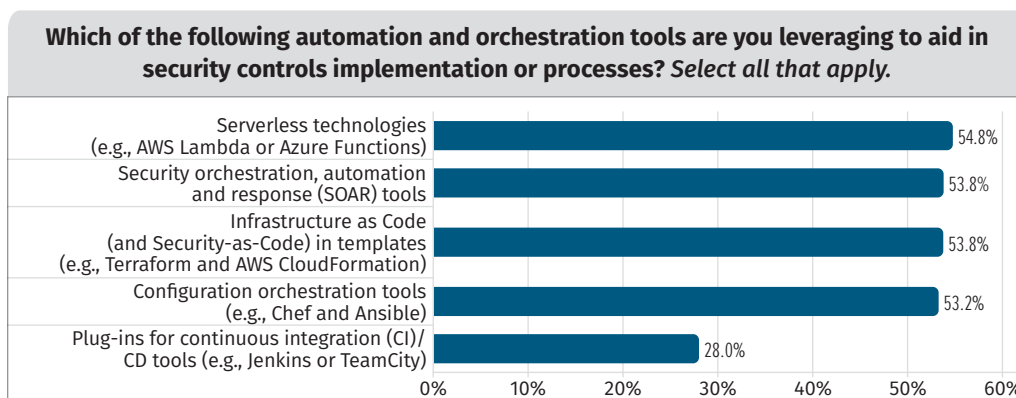 Which of the following automation and orchestration tools are you leveraging to aid in
security controls implementation or processes? Select all that apply.
Serverless technologies
(e.g., AWS Lambda or Azure Functions)
54.8%
Security orchestration, automation
and response (SOAR) tools
53.8%
Infrastructure as Code
(and Security-as-Code) in templates
(e.g., Terraform and AWS CloudFormation)
53.8%
Configuration orchestration tools
(e.g., Chef and Ansible)
53.2%
Plug-ins for continuous integration (CI)/
CD tools (e.g., Jenkins or TeamCity)
28.0%
0% 10% 20% 30% 40% 50% 60%